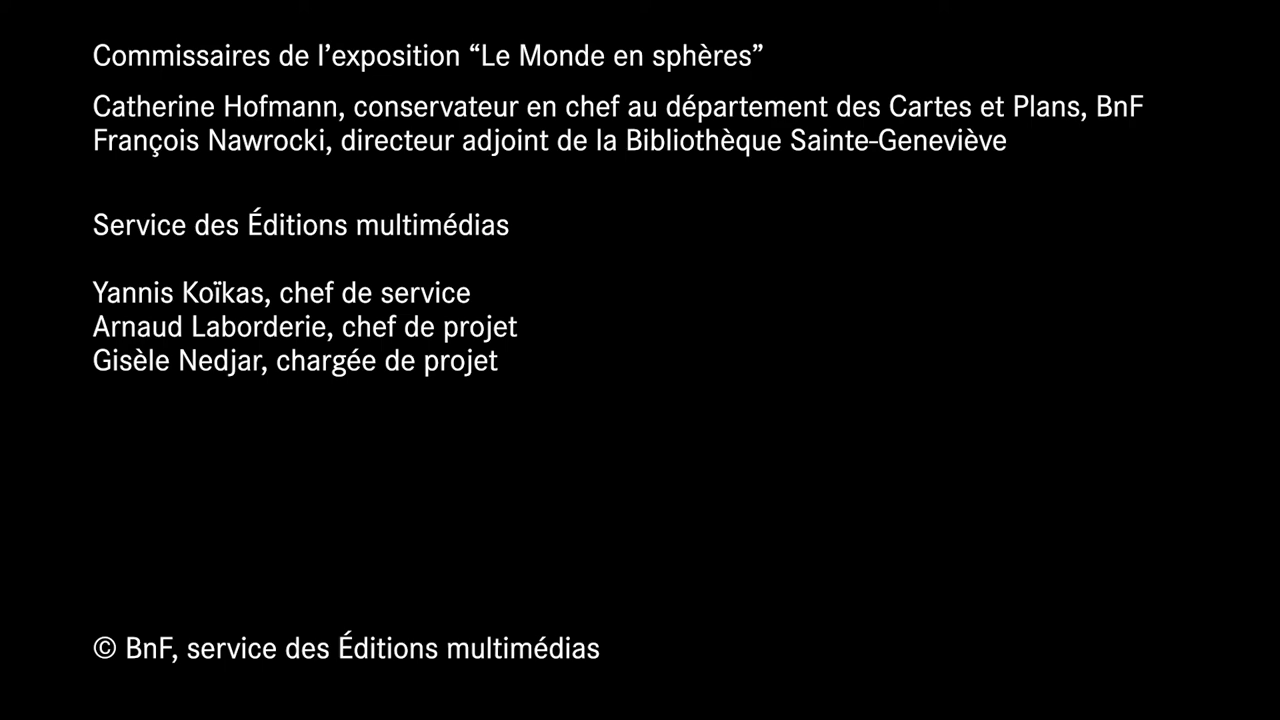 Commissaires de l’exposition “Le Monde en sphères”
Catherine Hofmann, conservateur en chef au département des Cartes et Plans, BnF
François Nawrocki, directeur adjoint de la Bibliothèque Sainte-Geneviève
Service des Éditions multimédias
Yannis Koïkas, chef de service
Arnaud Laborderie, chef de projet
Gisèle Nedjar, chargée de projet
© BnF, service des Éditions multimédias